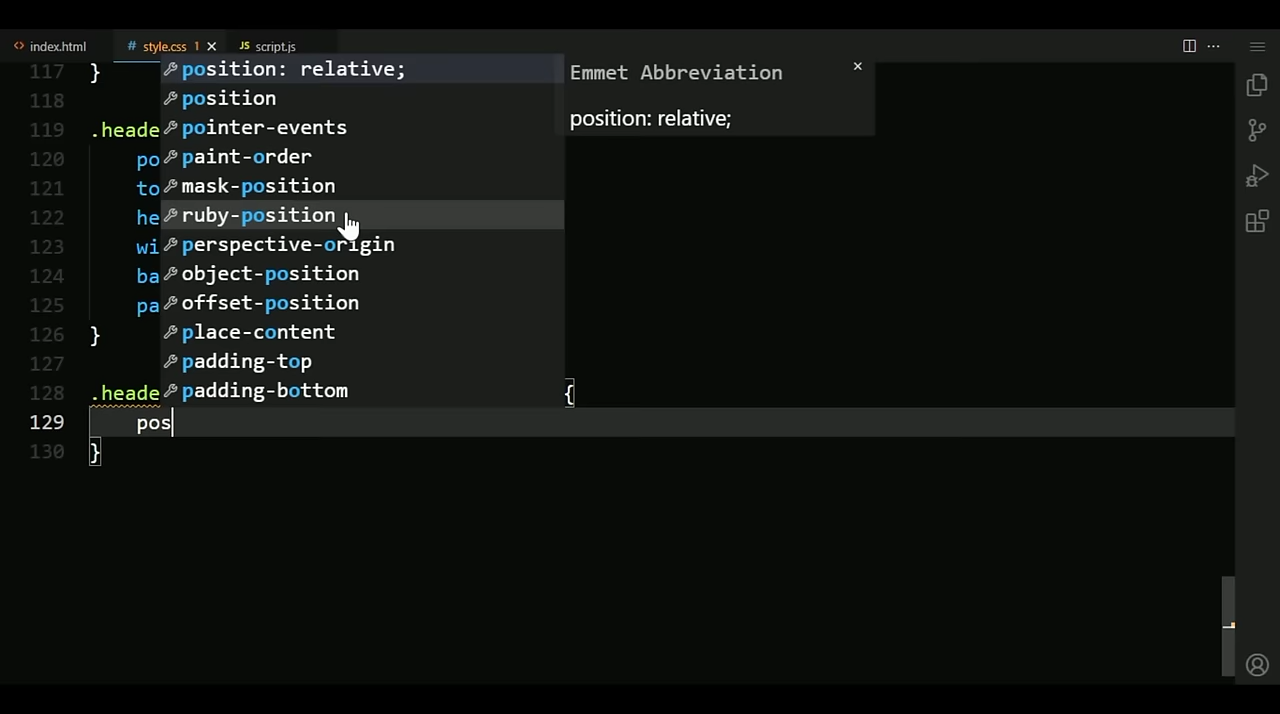 index.html
# style.css 1
JS script.js
117 }
118
119 .heade
120 po
121 to
122 he
123 wi
124 ba
125 pa
126 }
127
128 .heade {
129 pos
130 }
position: relative;
position
pointer-events
paint-order
mask-position
ruby-position
perspective-origin
object-position
offset-position
place-content
padding-top
padding-bottom
Emmet Abbreviation
position: relative;